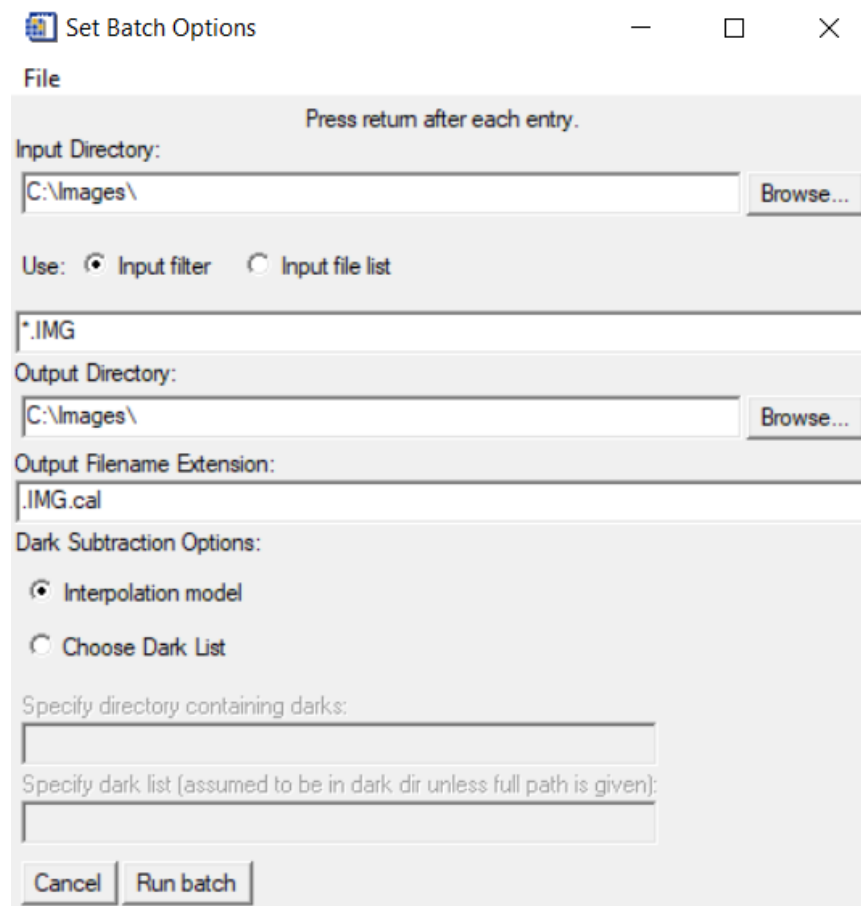 Set Batch Options
File
Press return after each entry.
Input Directory:
C:\Images\ Browse...
Use: Input filter Input file list
*.IMG
Output Directory:
C:\Images\ Browse...
Output Filename Extension:
.IMG.cal
Dark Subtraction Options:
Interpolation model
Choose Dark List
Specify directory containing darks:
Specify dark list (assumed to be in dark dir unless full path is given):
Cancel Run batch